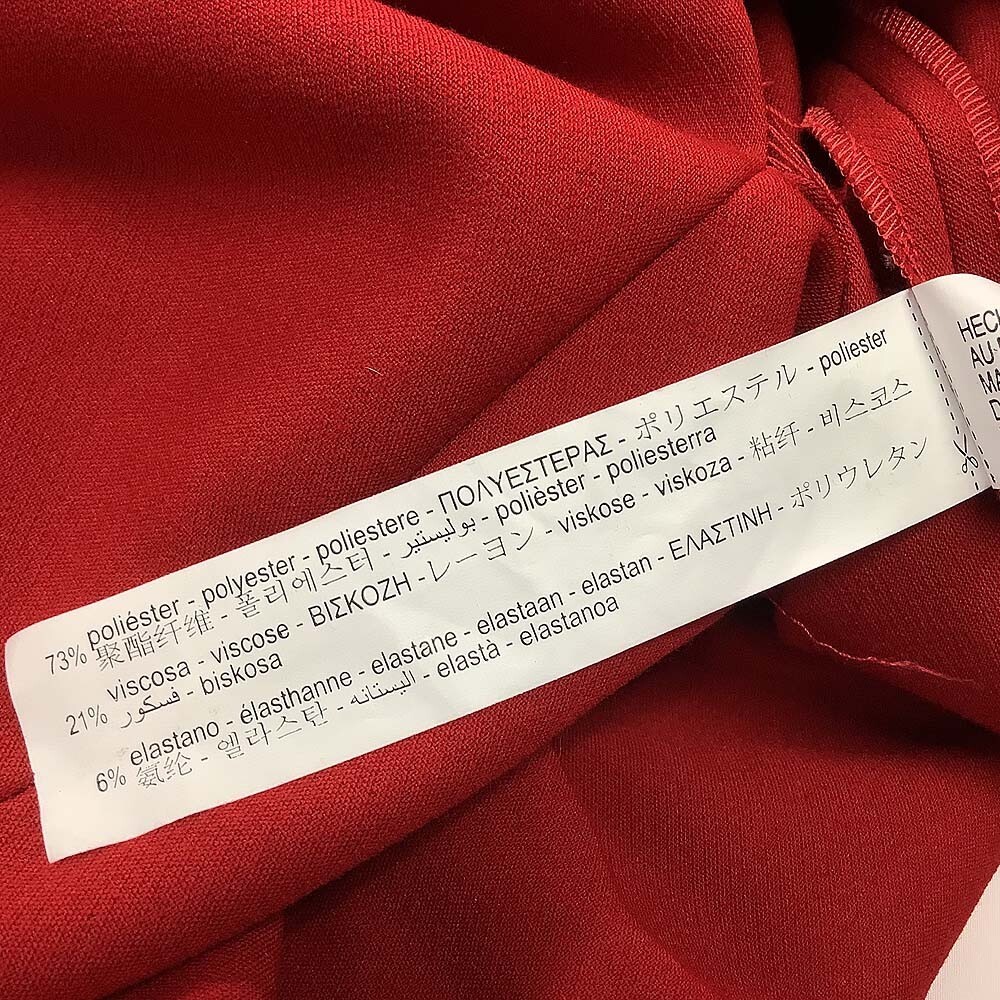 73% poliéster - polyester - poliestere - ΠΟΛΥΕΣΤΕΡΑΣ - ポリエステル - poliester
聚酯纤维 - 폴리에스터 - بوليستير - polièster - poliesterra
21% viscosa - viscose - ΒΙΣΚΟΖΗ - レーヨン - viskose - viskoza - 粘纤 - 비스코스
فسكور - biskosa
6% elastano - élasthanne - elastane - elastaan - elastan - ΕΛΑΣΤΙΝΗ - ポリウレタン
氨纶 - 엘라스탄 - اليستانه - elastà - elastanoa